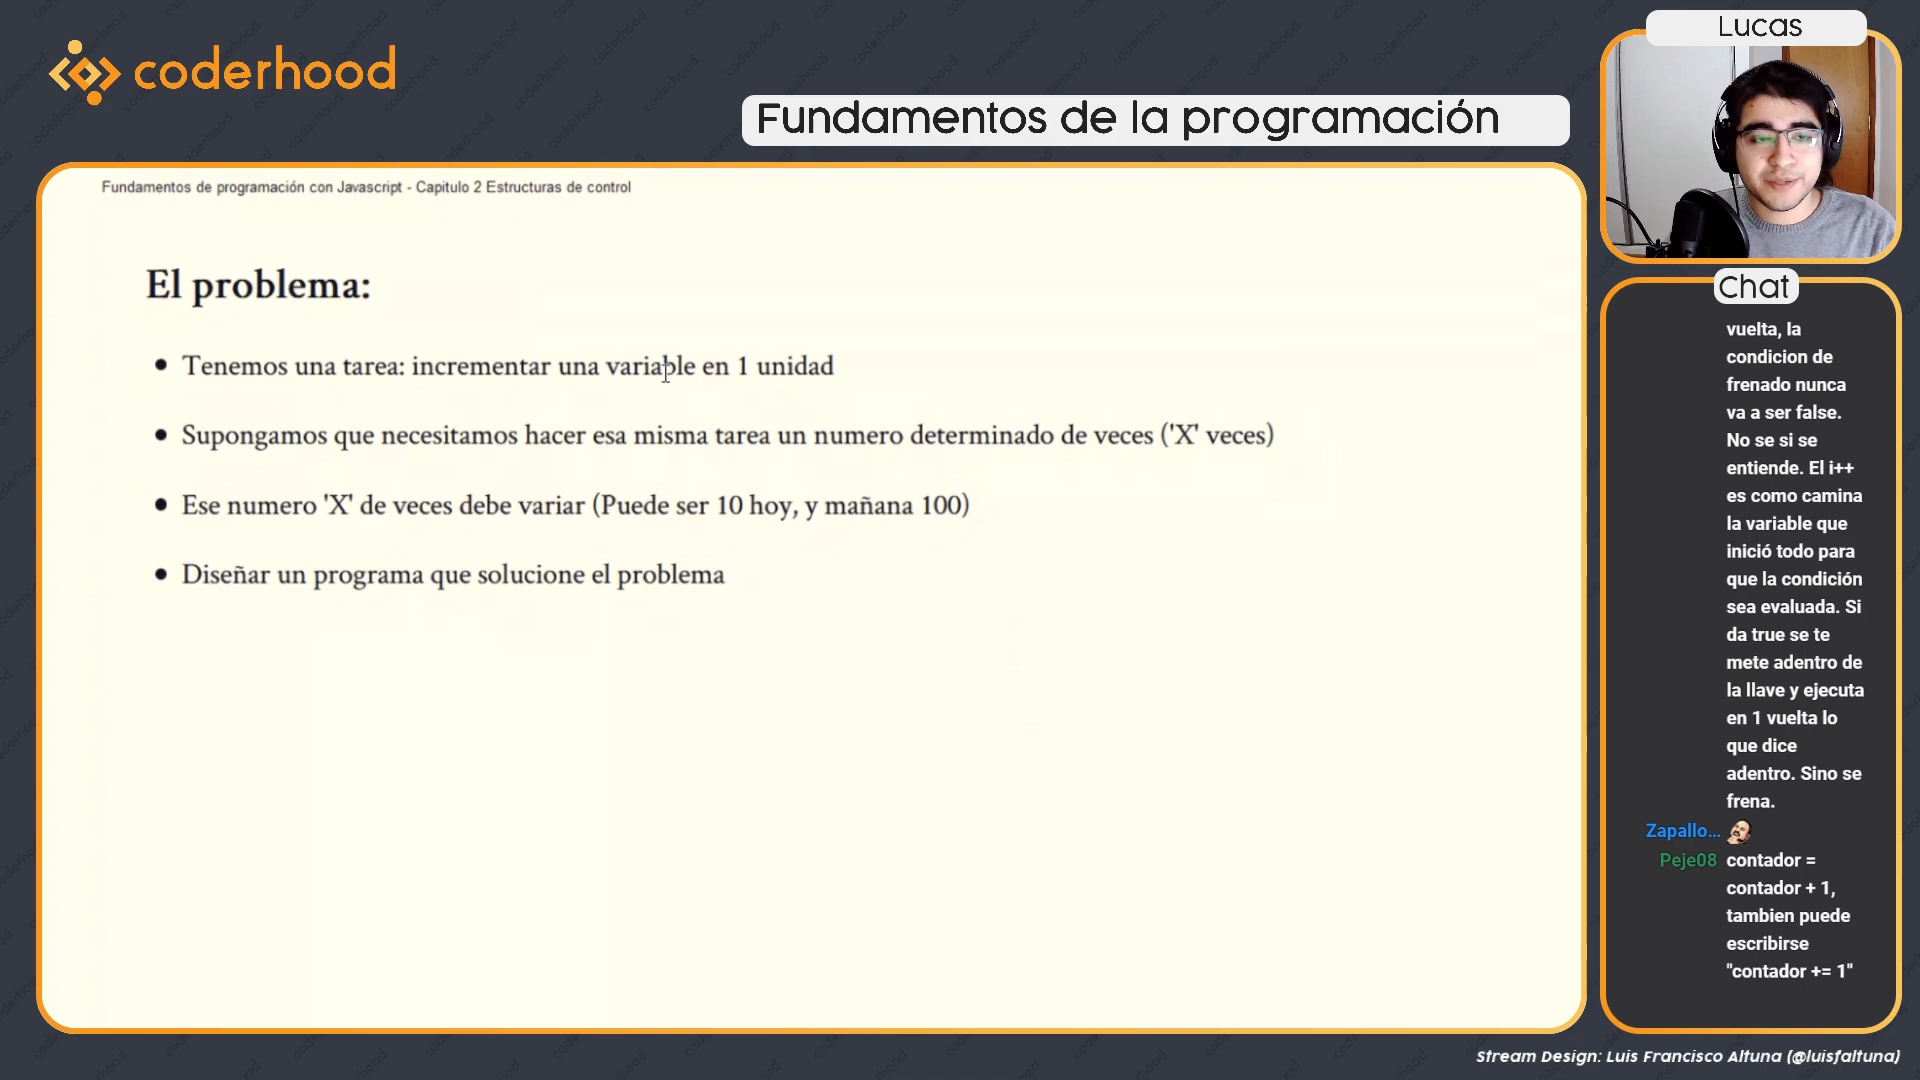 coderhood
Fundamentos de la programación
Lucas
Fundamentos de programación con Javascript - Capitulo 2 Estructuras de control
El problema:
Tenemos una tarea: incrementar una variable en 1 unidad
Supongamos que necesitamos hacer esa misma tarea un numero determinado de veces ('X' veces)
Ese numero 'X' de veces debe variar (Puede ser 10 hoy, y mañana 100)
Diseñar un programa que solucione el problema
Chat
vuelta, la
condicion de
frenado nunca
va a ser false.
No se si se
entiende. El i++
es como camina
la variable que
inició todo para
que la condición
sea evaluada. Si
da true se te
mete adentro de
la llave y ejecuta
en 1 vuelta lo
que dice
adentro. Sino se
frena.
Zapallo...
Peje08 contador =
contador + 1,
tambien puede
escribirse
"contador += 1"
Stream Design: Luis Francisco Altuna (@luisfaltuna)